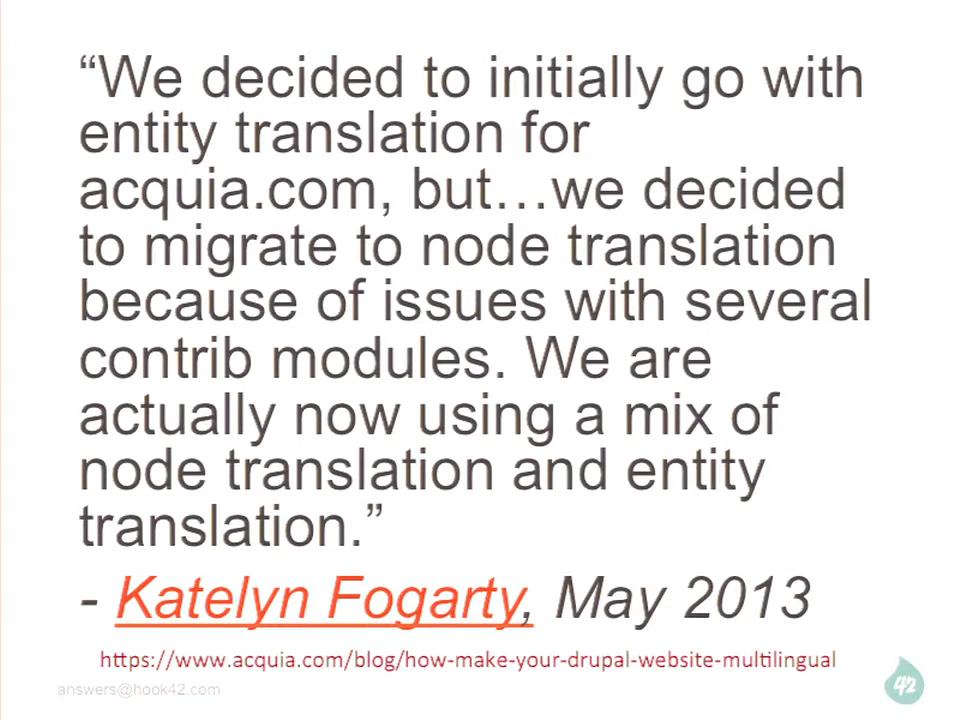 “We decided to initially go with
entity translation for
acquia.com, but…we decided
to migrate to node translation
because of issues with several
contrib modules. We are
actually now using a mix of
node translation and entity
translation.”
- Katelyn Fogarty, May 2013
https://www.acquia.com/blog/how-make-your-drupal-website-multilingual
answers@hook42.com
42